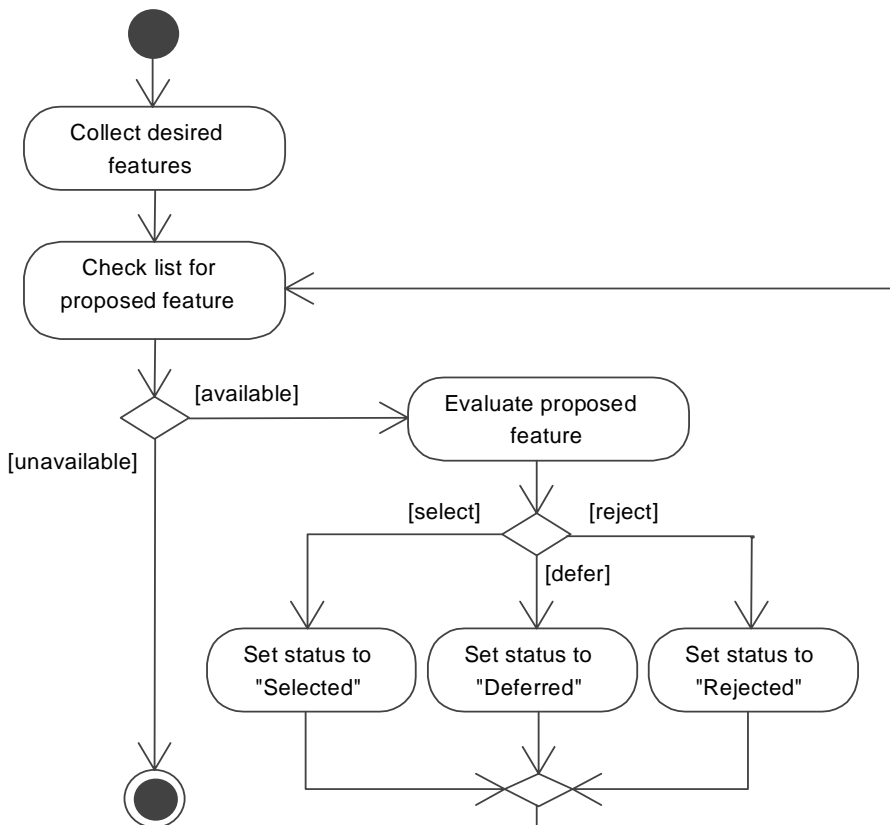 Collect desired
features
Check list for
proposed feature
[available]
Evaluate proposed
feature
[unavailable]
[select]
[reject]
[defer]
Set status to
"Selected"
Set status to
"Deferred"
Set status to
"Rejected"